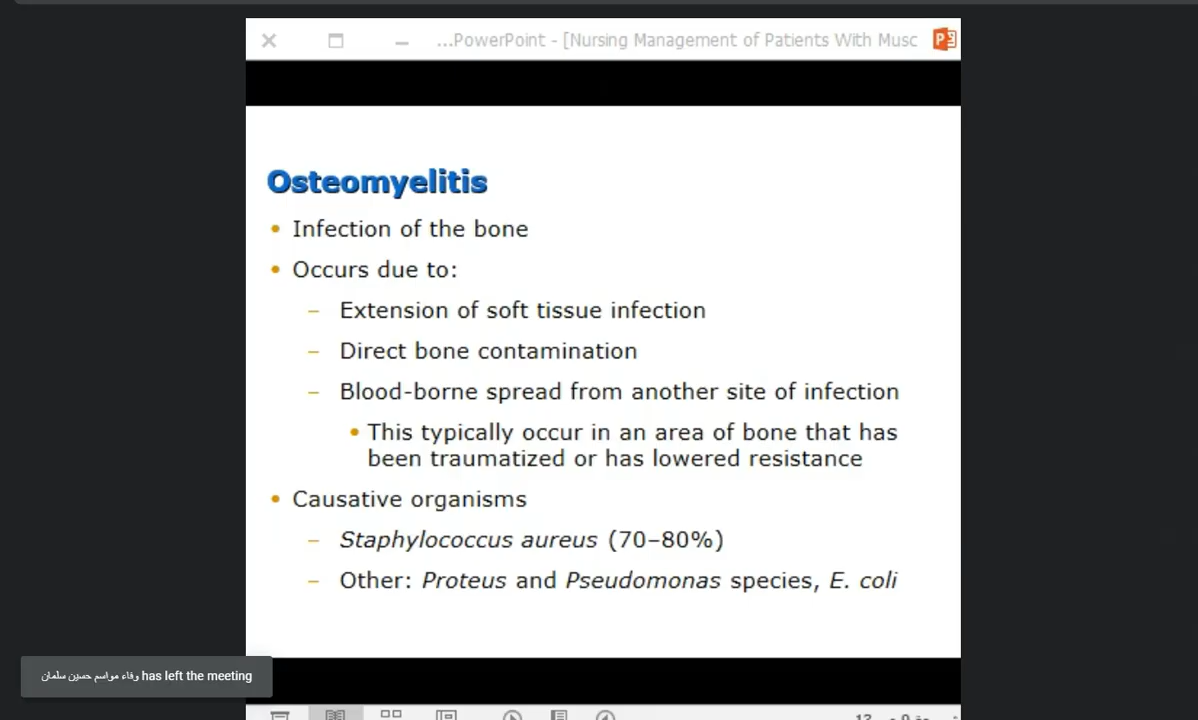 ...PowerPoint - [Nursing Management of Patients With Musc
Osteomyelitis
• Infection of the bone
• Occurs due to:
– Extension of soft tissue infection
– Direct bone contamination
– Blood-borne spread from another site of infection
• This typically occur in an area of bone that has
been traumatized or has lowered resistance
• Causative organisms
– Staphylococcus aureus (70–80%)
– Other: Proteus and Pseudomonas species, E. coli
وفاء مواسم حسين سلمان has left the meeting